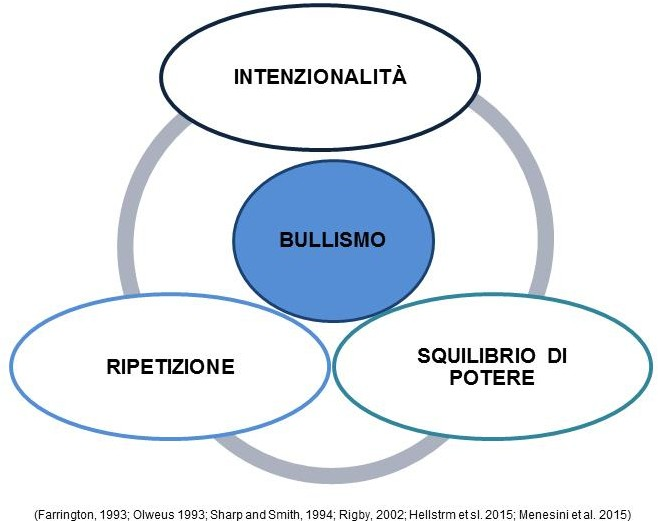 INTENZIONALITÀ
BULLISMO
RIPETIZIONE
SQUILIBRIO DI
POTERE
(Farrington, 1993; Olweus 1993; Sharp and Smith, 1994; Rigby, 2002; Hellstrm et sl. 2015; Menesini et al. 2015)